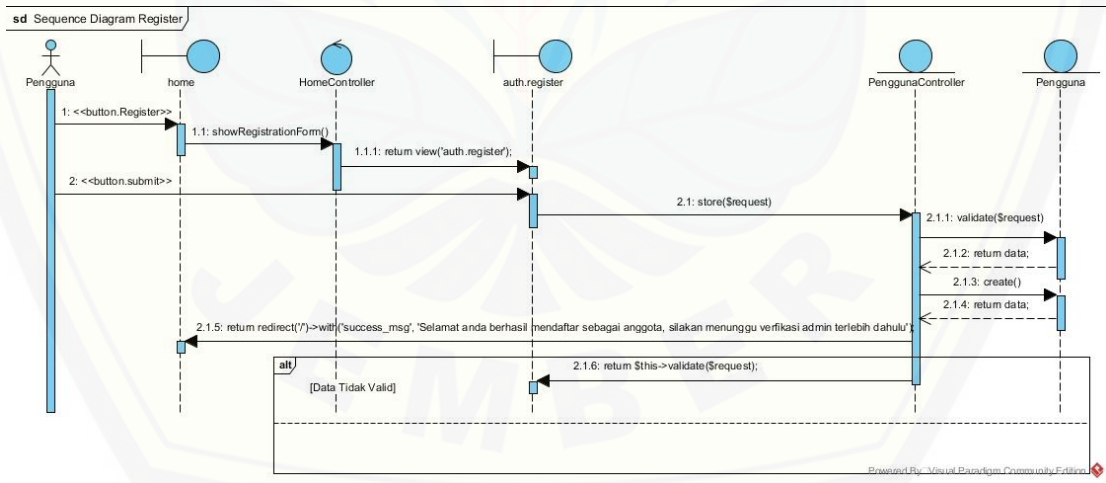 sd Sequence Diagram Register
Pengguna
home
HomeController
auth.register
PenggunaController
Pengguna
1: <<button.Register>>
1.1: showRegistrationForm()
1.1.1: return view('auth.register');
2: <<button.submit>>
2.1: store($request)
2.1.1: validate($request)
2.1.2: return data;
2.1.3: create()
2.1.4: return data;
2.1.5: return redirect('/')->with('success_msg', 'Selamat anda berhasil mendaftar sebagai anggota, silakan menunggu verfikasi admin terlebih dahulu');
alt
2.1.6: return $this->validate($request);
[Data Tidak Valid]
JEMBER
Powered By Visual Paradigm Community Edition